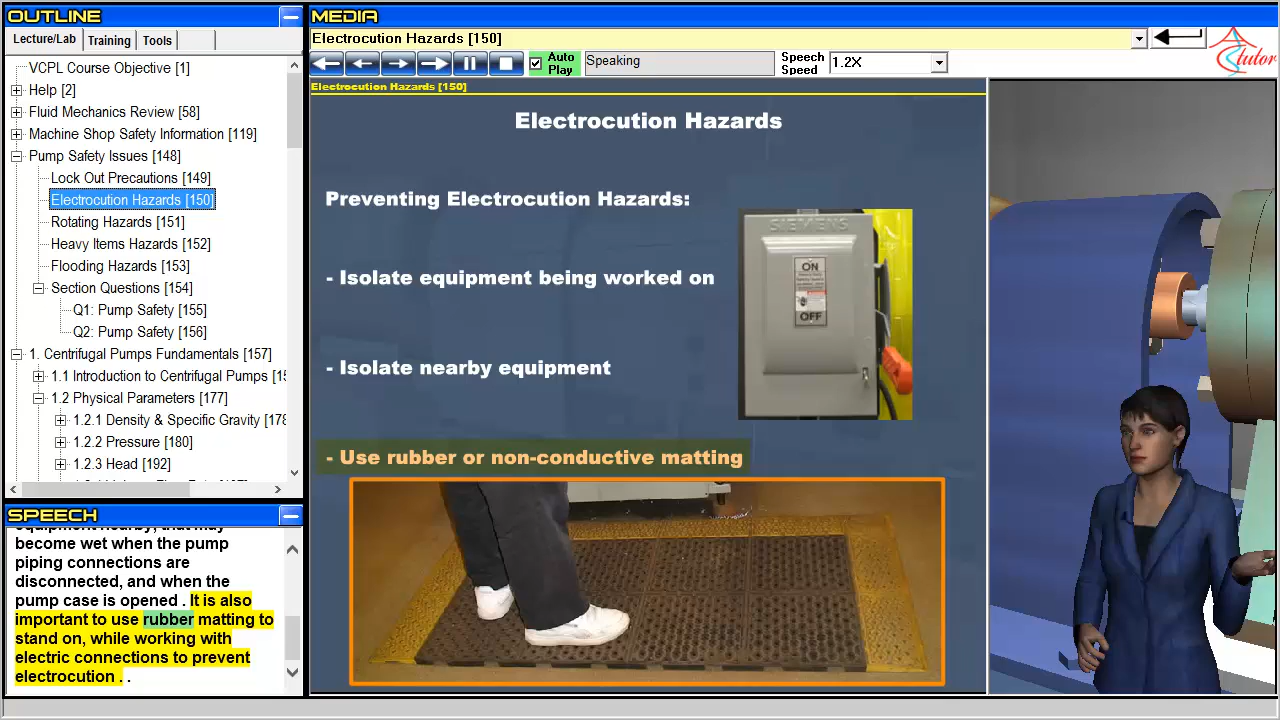 OUTLINE
Lecture/Lab
Training
Tools
VCPL Course Objective [1]
Help [2]
Fluid Mechanics Review [58]
Machine Shop Safety Information [119]
Pump Safety Issues [148]
Lock Out Precautions [149]
Electrocution Hazards [150]
Rotating Hazards [151]
Heavy Items Hazards [152]
Flooding Hazards [153]
Section Questions [154]
Q1: Pump Safety [155]
Q2: Pump Safety [156]
1. Centrifugal Pumps Fundamentals [157]
1.1 Introduction to Centrifugal Pumps [15
1.2 Physical Parameters [177]
1.2.1 Density & Specific Gravity [178
1.2.2 Pressure [180]
1.2.3 Head [192]
SPEECH
equipment nearby, that may
become wet when the pump
piping connections are
disconnected, and when the
pump case is opened . It is also
important to use rubber matting to
stand on, while working with
electric connections to prevent
electrocution . .
MEDIA
Electrocution Hazards [150]
Auto
Play
Speaking
Speech
Speed
1.2X
tutor
Electrocution Hazards [150]
Electrocution Hazards
Preventing Electrocution Hazards:
- Isolate equipment being worked on
- Isolate nearby equipment
- Use rubber or non-conductive matting
SIEMENS
ON
OFF